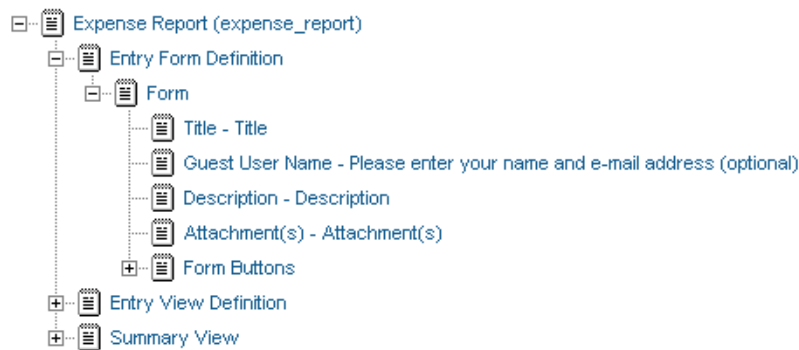 Expense Report (expense_report)
Entry Form Definition
Form
Title - Title
Guest User Name - Please enter your name and e-mail address (optional)
Description - Description
Attachment(s) - Attachment(s)
Form Buttons
Entry View Definition
Summary View